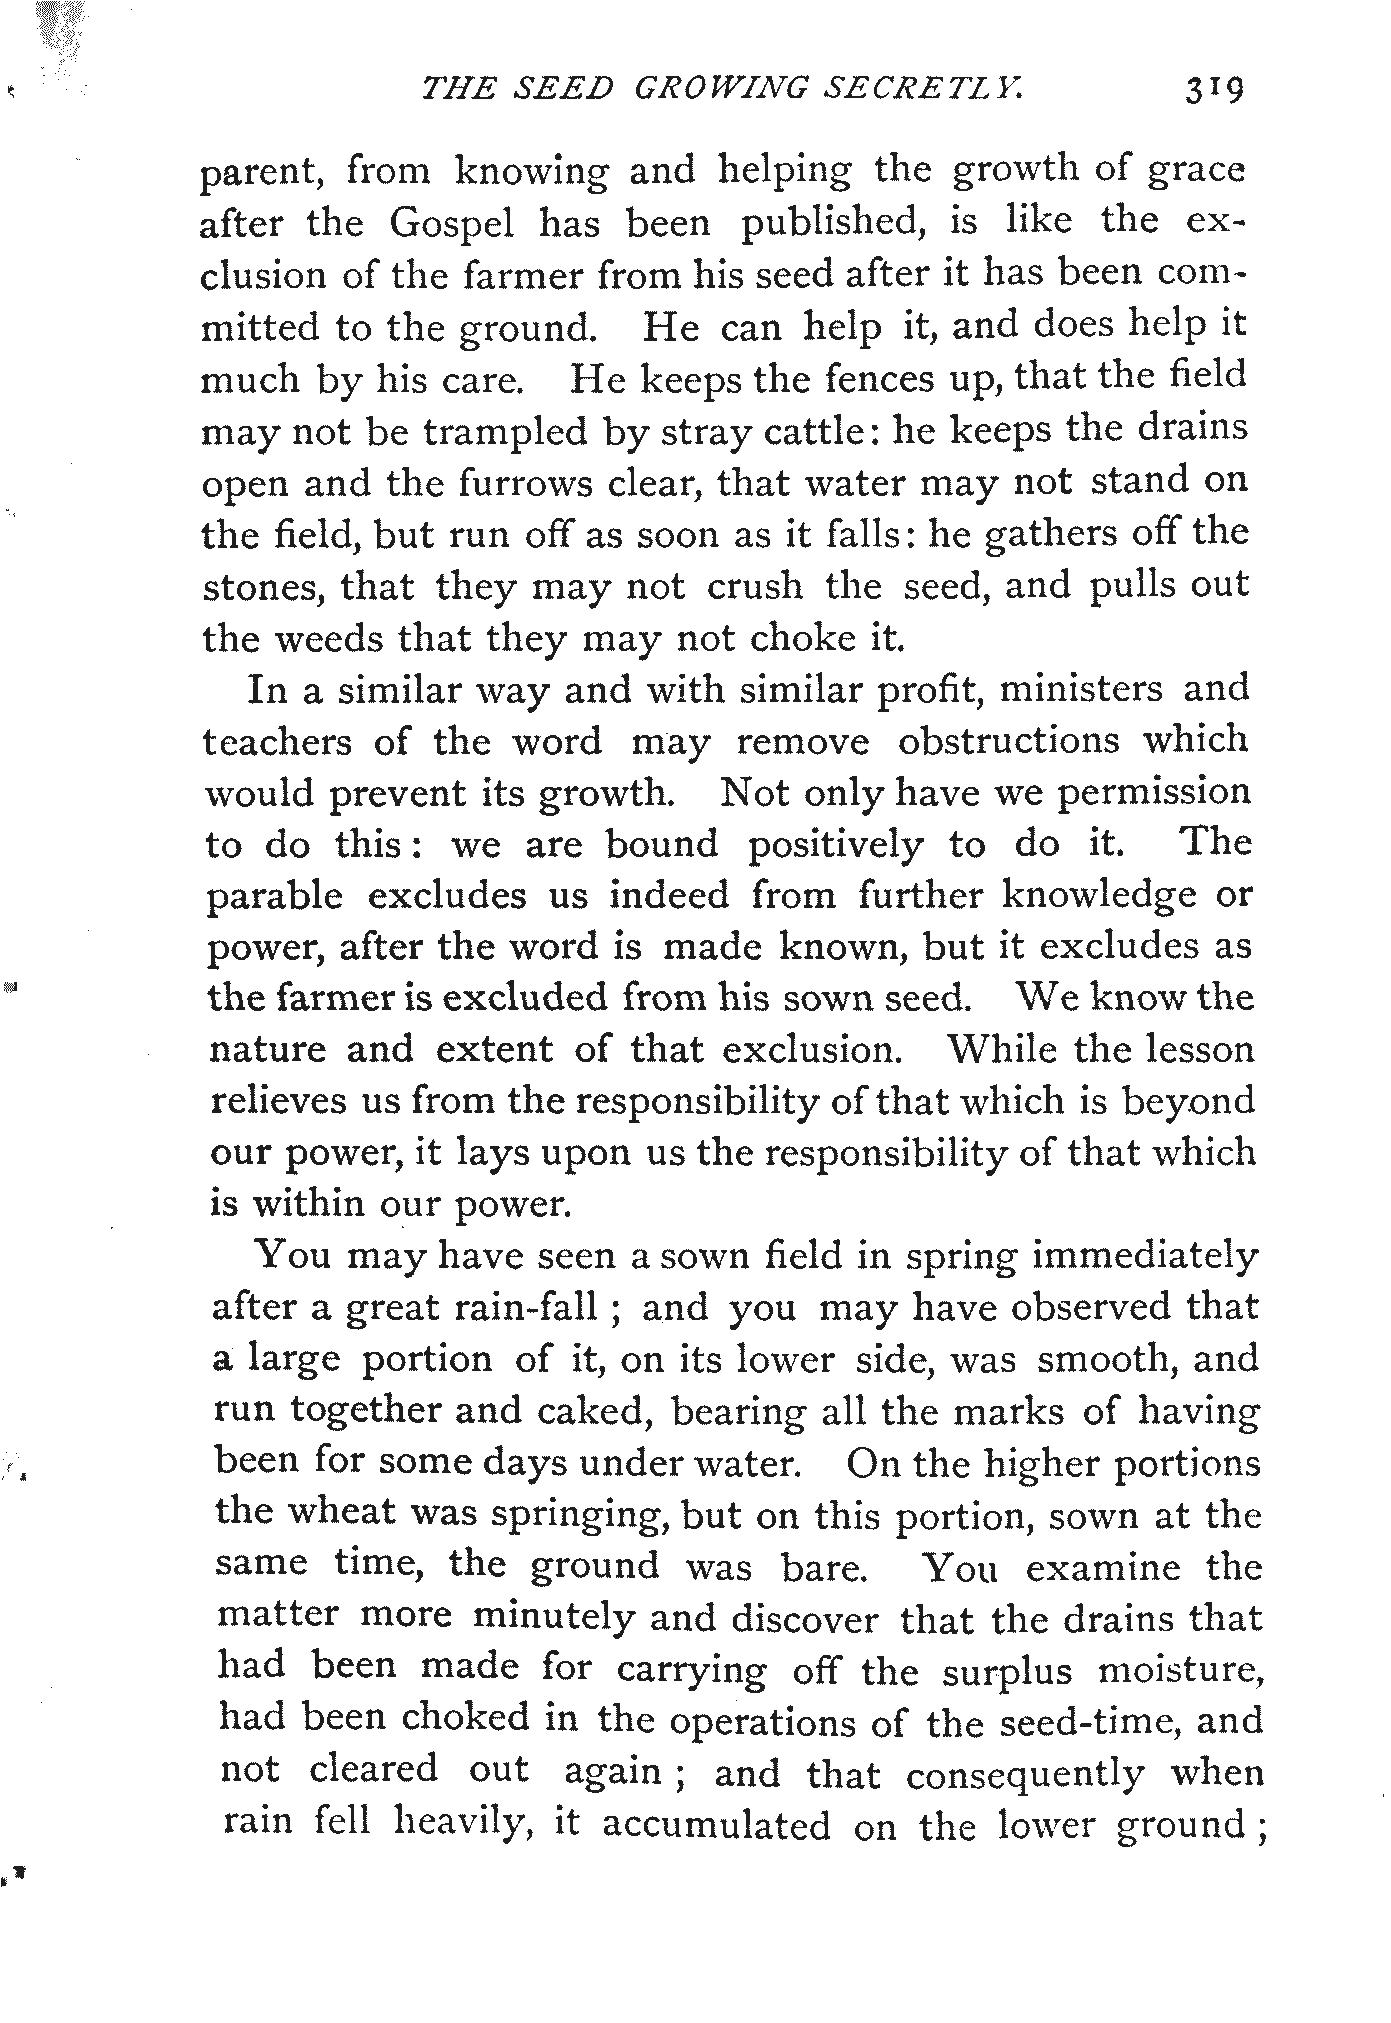 THE SEED GROWING SECRETLY. 319
parent, from knowing and helping the growth of grace
after the Gospel has been published, is like the ex-
clusion of the farmer from his seed after it has been com-
mitted to the ground. He can help it, and does help it
much by his care. He keeps the fences up, that the field
may not be trampled by stray cattle: he keeps the drains
open and the furrows clear, that water may not stand on
the field, but run off as soon as it falls: he gathers off the
stones, that they may not crush the seed, and pulls out
the weeds that they may not choke it.
In a similar way and with similar profit, ministers and
teachers of the word may remove obstructions which
would prevent its growth. Not only have we permission
to do this: we are bound positively to do it. The
parable excludes us indeed from further knowledge or
power, after the word is made known, but it excludes as
the farmer is excluded from his sown seed. We know the
nature and extent of that exclusion. While the lesson
relieves us from the responsibility of that which is beyond
our power, it lays upon us the responsibility of that which
is within our power.
You may have seen a sown field in spring immediately
after a great rain-fall ; and you may have observed that
a large portion of it, on its lower side, was smooth, and
run together and caked, bearing all the marks of having
been for some days under water. On the higher portions
the wheat was springing, but on this portion, sown at the
same time, the ground was bare. You examine the
matter more minutely and discover that the drains that
had been made for carrying off the surplus moisture,
had been choked in the operations of the seed-time, and
not cleared out again ; and that consequently when
rain fell heavily, it accumulated on the lower ground ;